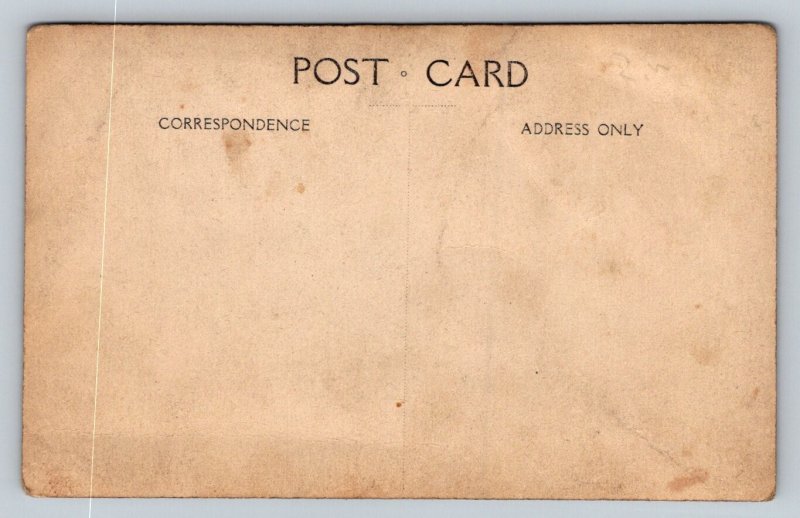 POST CARD
CORRESPONDENCE
ADDRESS ONLY